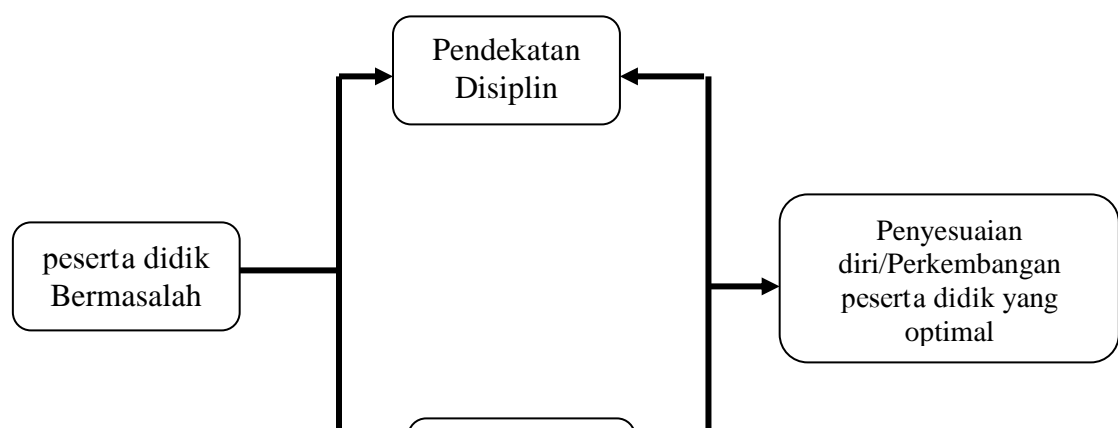 Pendekatan
Disiplin
peserta didik
Bermasalah
Penyesuaian
diri/Perkembangan
peserta didik yang
optimal